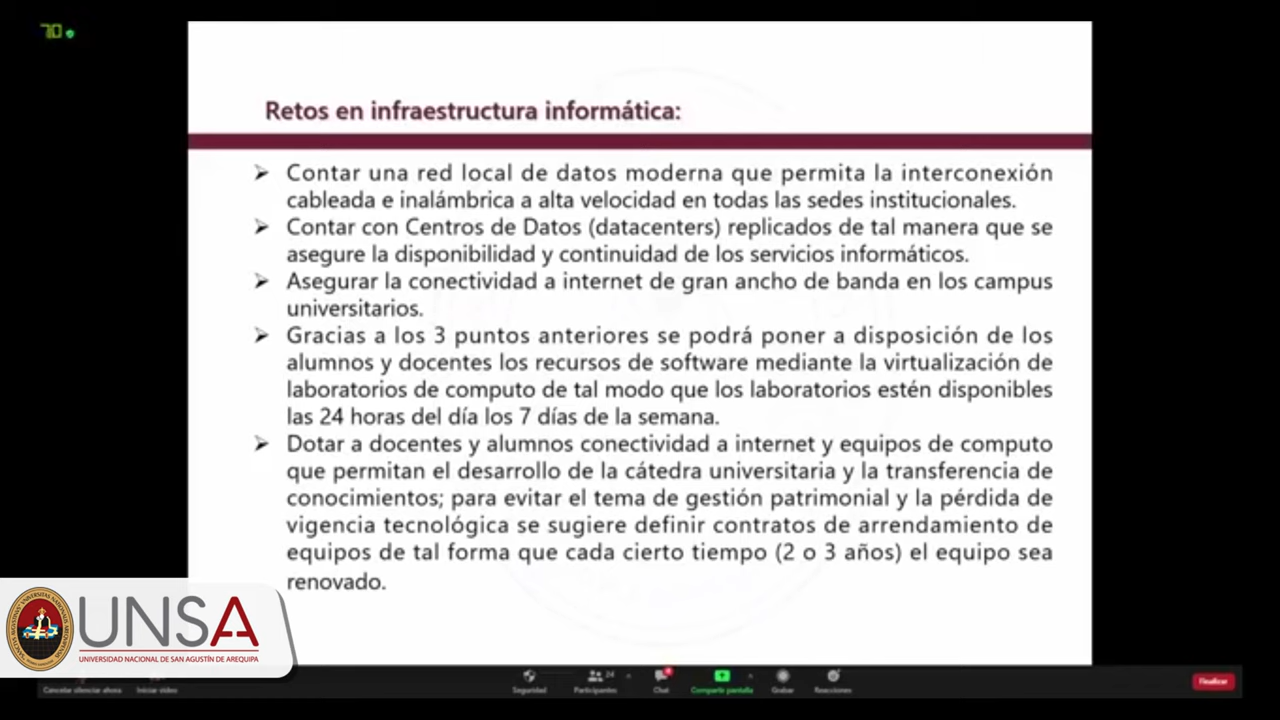 70
Retos en infraestructura informática:
➢ Contar una red local de datos moderna que permita la interconexión
cableada e inalámbrica a alta velocidad en todas las sedes institucionales.
➢ Contar con Centros de Datos (datacenters) replicados de tal manera que se
asegure la disponibilidad y continuidad de los servicios informáticos.
➢ Asegurar la conectividad a internet de gran ancho de banda en los campus
universitarios.
➢ Gracias a los 3 puntos anteriores se podrá poner a disposición de los
alumnos y docentes los recursos de software mediante la virtualización de
laboratorios de computo de tal modo que los laboratorios estén disponibles
las 24 horas del día los 7 días de la semana.
➢ Dotar a docentes y alumnos conectividad a internet y equipos de computo
que permitan el desarrollo de la cátedra universitaria y la transferencia de
conocimientos; para evitar el tema de gestión patrimonial y la pérdida de
vigencia tecnológica se sugiere definir contratos de arrendamiento de
equipos de tal forma que cada cierto tiempo (2 o 3 años) el equipo sea
renovado.
UNSA
UNIVERSIDAD NACIONAL DE SAN AGUSTÍN DE AREQUIPA
24
Cancelar silenciar ahora Iniciar video Seguridad Participantes Chat Compartir pantalla Grabar Reacciones Finalizar